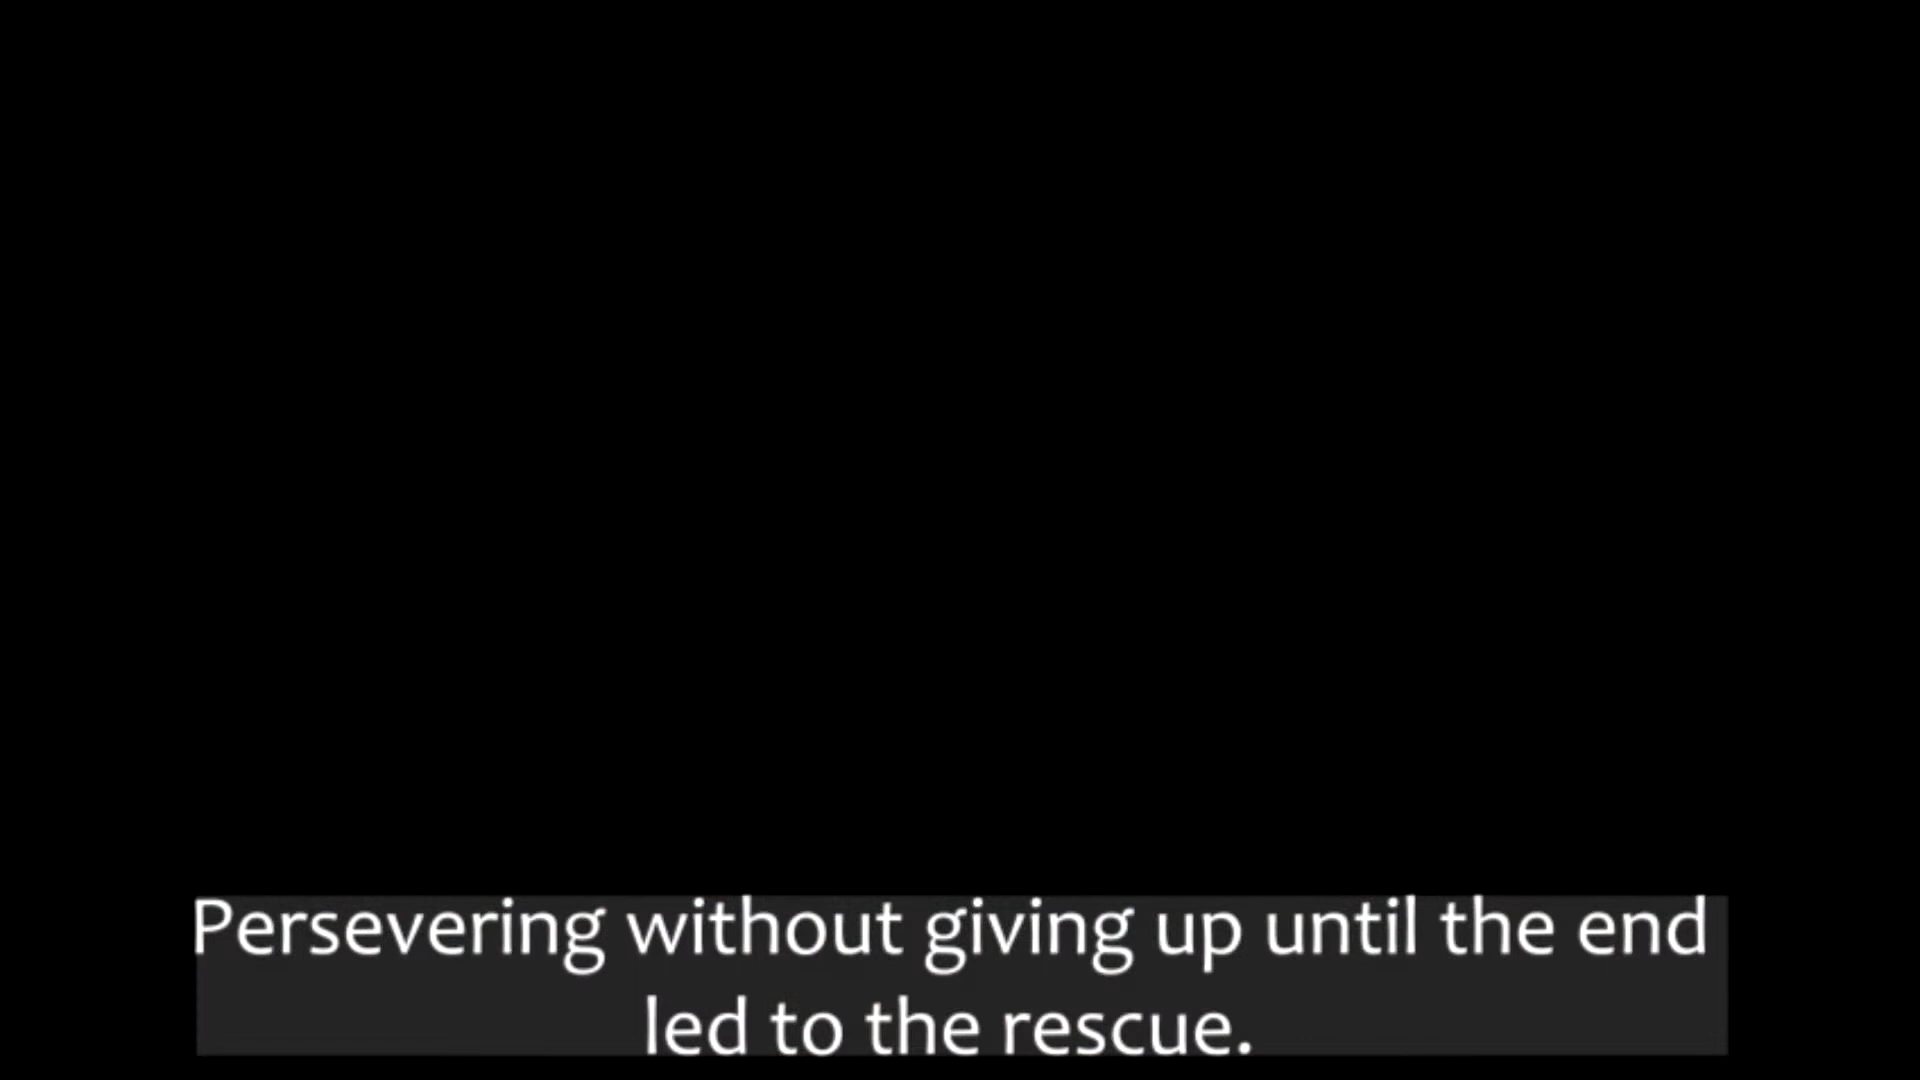 Persevering without giving up until the end
led to the rescue.